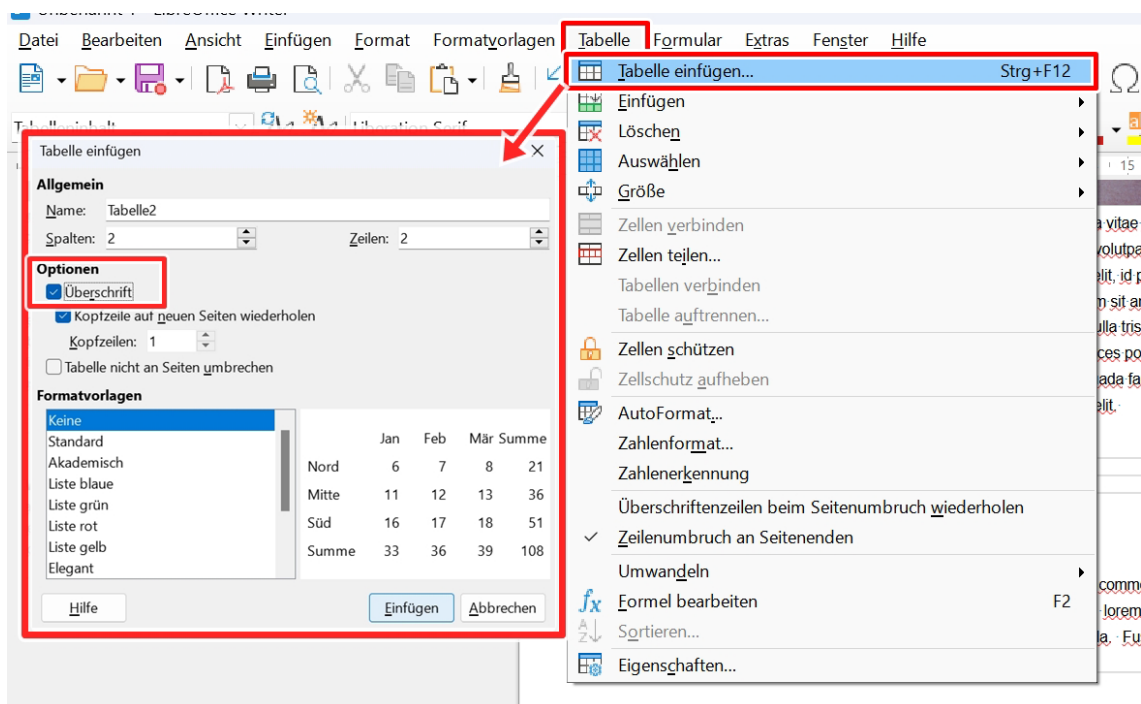 Datei Bearbeiten Ansicht Einfügen Format Formatvorlagen Tabelle Formular Extras Fenster Hilfe
Tabelle einfügen... Strg+F12
Einfügen
Löschen
Auswählen
Größe
Zellen verbinden
Zellen teilen...
Tabellen verbinden
Tabelle auftrennen...
Zellen schützen
Zellschutz aufheben
AutoFormat...
Zahlenformat...
Zahlenerkennung
Überschriftenzeilen beim Seitenumbruch wiederholen
Zeilenumbruch an Seitenenden
Umwandeln
Formel bearbeiten F2
Sortieren...
Eigenschaften...
Tabelle einfügen
Allgemein
Name: Tabelle2
Spalten: 2 Zeilen: 2
Optionen
Überschrift
Kopfzeile auf neuen Seiten wiederholen
Kopfzeilen: 1
Tabelle nicht an Seiten umbrechen
Formatvorlagen
Keine
Standard
Akademisch
Liste blaue
Liste grün
Liste rot
Liste gelb
Elegant
Jan Feb Mär Summe
Nord 6 7 8 21
Mitte 11 12 13 36
Süd 16 17 18 51
Summe 33 36 39 108
Hilfe Einfügen Abbrechen
15
vitae
elit.
lorem